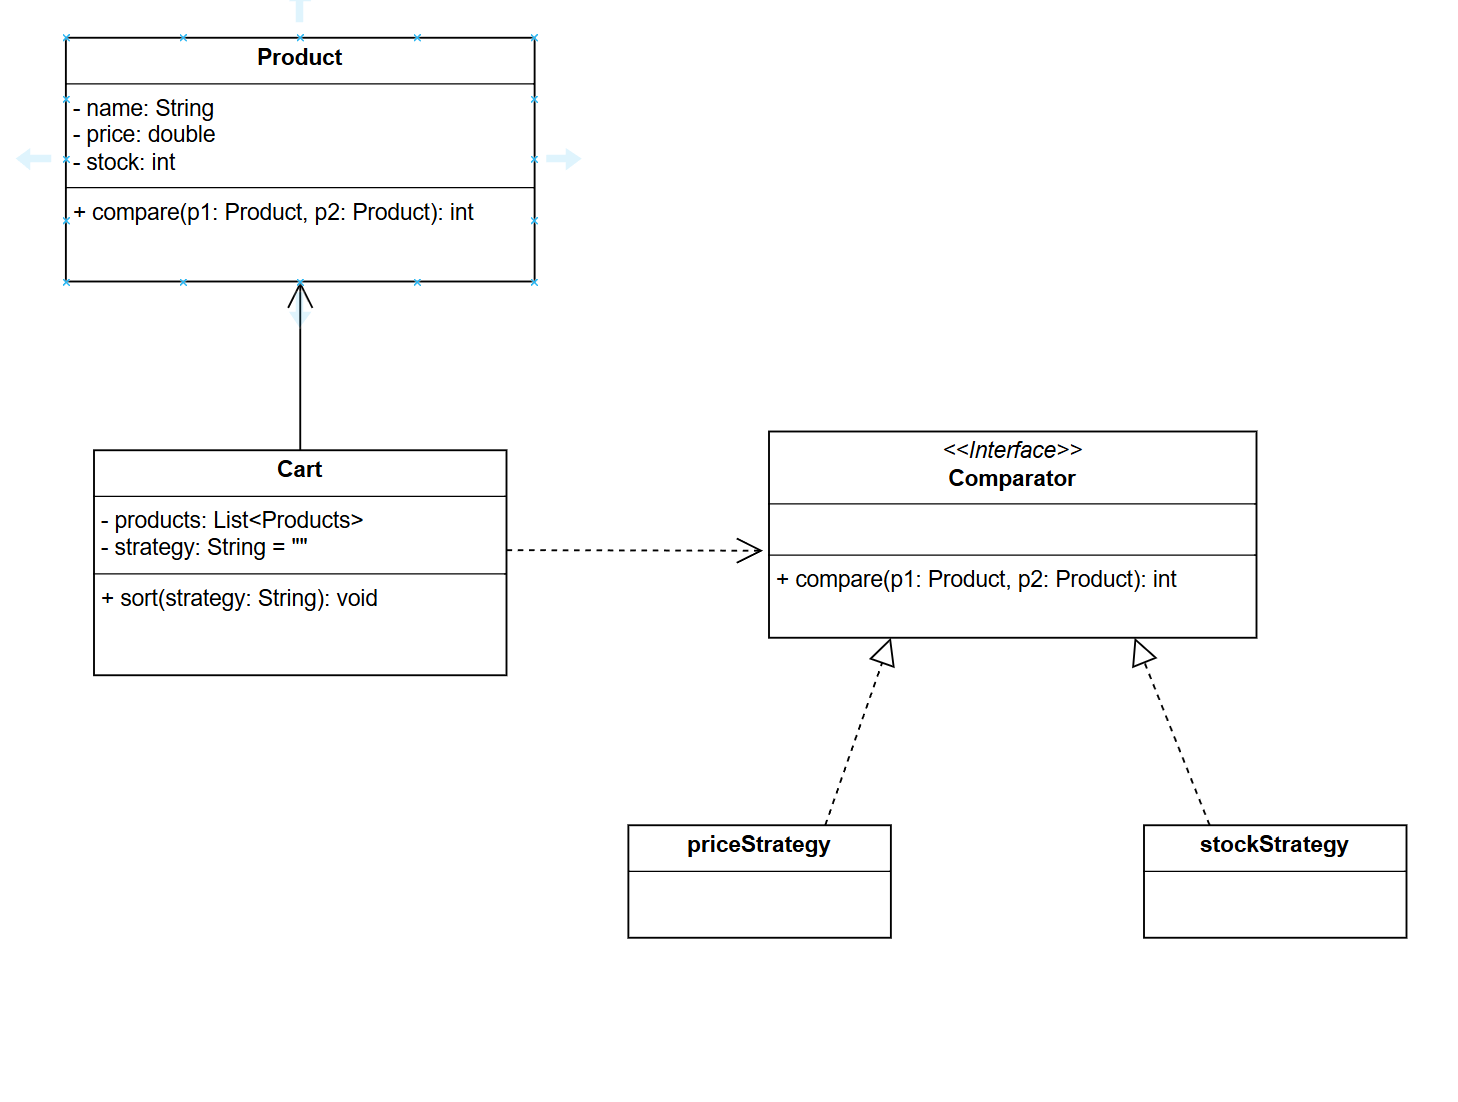 Product
- name: String
- price: double
- stock: int
+ compare(p1: Product, p2: Product): int
Cart
- products: List<Products>
- strategy: String = ""
+ sort(strategy: String): void
<<Interface>>
Comparator
+ compare(p1: Product, p2: Product): int
priceStrategy
stockStrategy